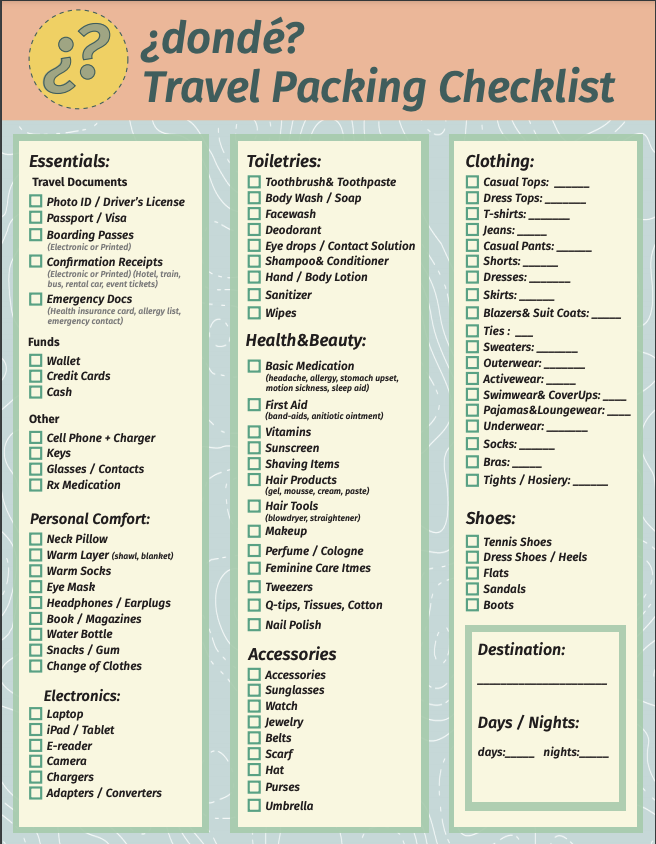 ¿?
¿dondé?
Travel Packing Checklist
Essentials:
Travel Documents
Photo ID / Driver's License
Passport / Visa
Boarding Passes
(Electronic or Printed)
Confirmation Receipts
(Electronic or Printed) (Hotel, train,
bus, rental car, event tickets)
Emergency Docs
(Health insurance card, allergy list,
emergency contact)
Funds
Wallet
Credit Cards
Cash
Other
Cell Phone + Charger
Keys
Glasses / Contacts
Rx Medication
Personal Comfort:
Neck Pillow
Warm Layer (shawl, blanket)
Warm Socks
Eye Mask
Headphones / Earplugs
Book / Magazines
Water Bottle
Snacks / Gum
Change of Clothes
Electronics:
Laptop
iPad / Tablet
E-reader
Camera
Chargers
Adapters / Converters
Toiletries:
Toothbrush& Toothpaste
Body Wash / Soap
Facewash
Deodorant
Eye drops / Contact Solution
Shampoo& Conditioner
Hand / Body Lotion
Sanitizer
Wipes
Health&Beauty:
Basic Medication
(headache, allergy, stomach upset,
motion sickness, sleep aid)
First Aid
(band-aids, anitiotic ointment)
Vitamins
Sunscreen
Shaving Items
Hair Products
(gel, mousse, cream, paste)
Hair Tools
(blowdryer, straightener)
Makeup
Perfume / Cologne
Feminine Care Itmes
Tweezers
Q-tips, Tissues, Cotton
Nail Polish
Accessories
Accessories
Sunglasses
Watch
Jewelry
Belts
Scarf
Hat
Purses
Umbrella
Clothing:
Casual Tops: ______
Dress Tops: _______
T-shirts: _______
Jeans: _____
Casual Pants: ______
Shorts: ______
Dresses: _______
Skirts: ______
Blazers& Suit Coats: _____
Ties : ___
Sweaters: _______
Outerwear: _______
Activewear: _____
Swimwear& CoverUps: ____
Pajamas&Loungewear: ____
Underwear: _______
Socks: ______
Bras: _____
Tights / Hosiery: ______
Shoes:
Tennis Shoes
Dress Shoes / Heels
Flats
Sandals
Boots
Destination:
______________________
Days / Nights:
days:_____ nights:_____